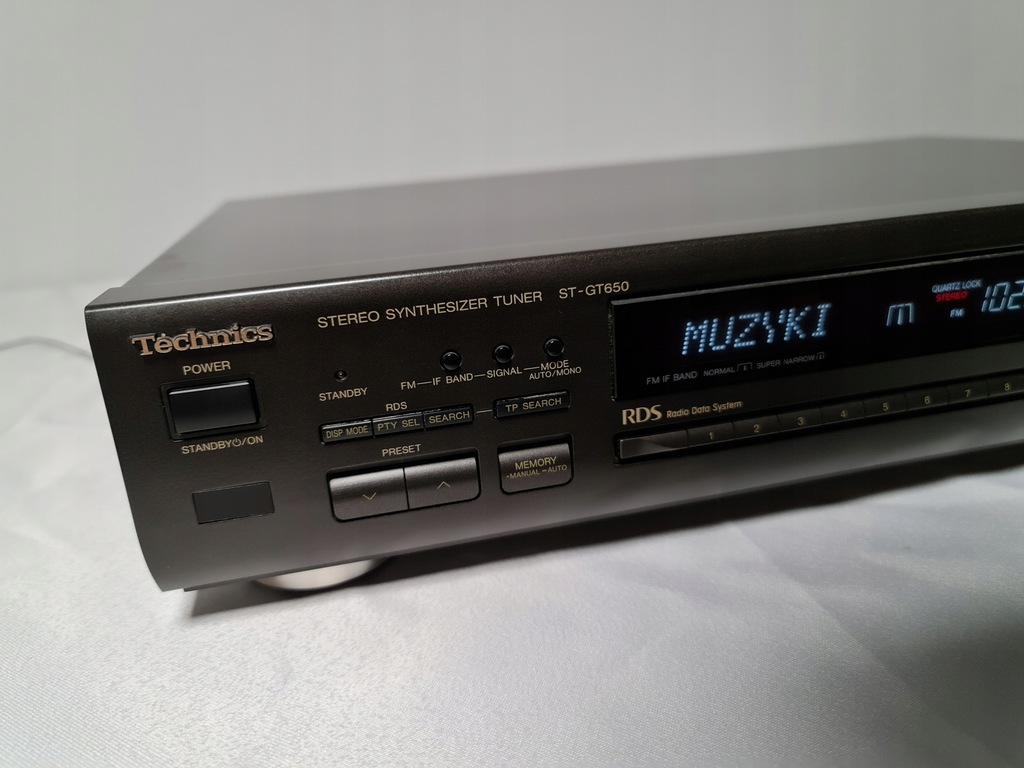 Technics
POWER
STANDBY⏻/ON
STEREO SYNTHESIZER TUNER ST-GT650
STANDBY
FM—IF BAND—SIGNAL—MODE
AUTO/MONO
RDS
DISP MODE PTY SEL SEARCH TP SEARCH
PRESET
MEMORY
-MANUAL =AUTO
MUZYKI
m
QUARTZ LOCK
STEREO
FM 102
FM IF BAND NORMAL SUPER NARROW
RDS Radio Data System
1 2 3 4 5 6 7 8